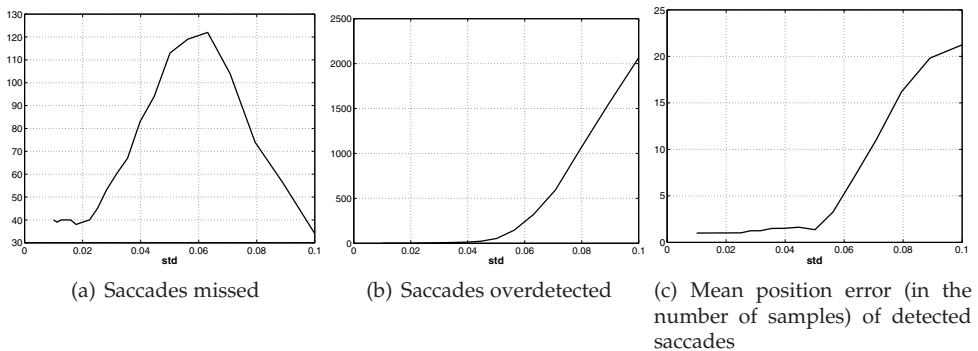 130
120
110
100
90
80
70
60
50
40
30
0 0.02 0.04 0.06 0.08 0.1
std
(a) Saccades missed
2500
2000
1500
1000
500
0
0 0.02 0.04 0.06 0.08 0.1
std
(b) Saccades overdetected
25
20
15
10
5
0
0 0.02 0.04 0.06 0.08 0.1
std
(c) Mean position error (in the
number of samples) of detected
saccades